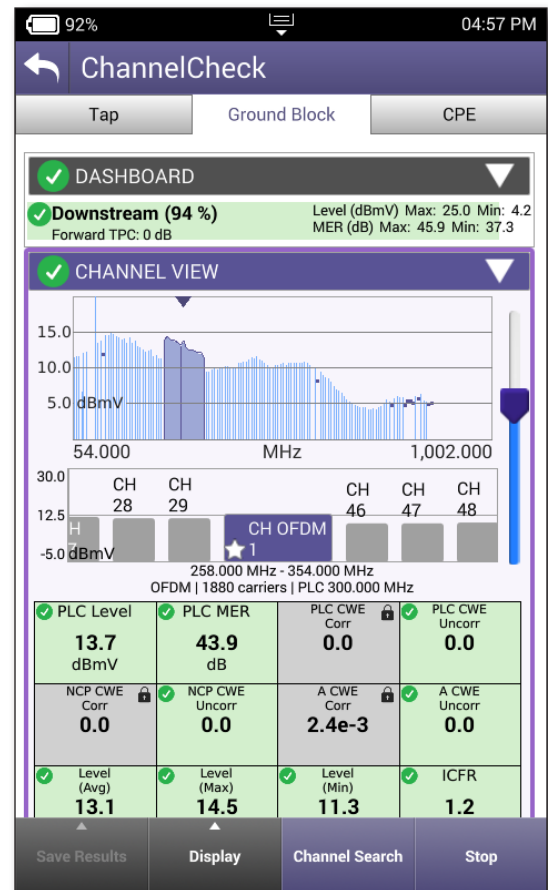 92%
04:57 PM
ChannelCheck
Tap
Ground Block
CPE
DASHBOARD
Downstream (94 %)
Forward TPC: 0 dB
Level (dBmV) Max: 25.0 Min: 4.2
MER (dB) Max: 45.9 Min: 37.3
CHANNEL VIEW
15.0
10.0
5.0 dBmV
54.000 MHz 1,002.000
30.0
12.5
-5.0 dBmV
CH 28
CH 29
CH OFDM
1
CH 46
CH 47
CH 48
258.000 MHz - 354.000 MHz
OFDM | 1880 carriers | PLC 300.000 MHz
PLC Level
13.7
dBmV
PLC MER
43.9
dB
PLC CWE
Corr
0.0
PLC CWE
Uncorr
0.0
NCP CWE
Corr
0.0
NCP CWE
Uncorr
0.0
A CWE
Corr
2.4e-3
A CWE
Uncorr
0.0
Level
(Avg)
13.1
Level
(Max)
14.5
Level
(Min)
11.3
ICFR
1.2
Save Results
Display
Channel Search
Stop